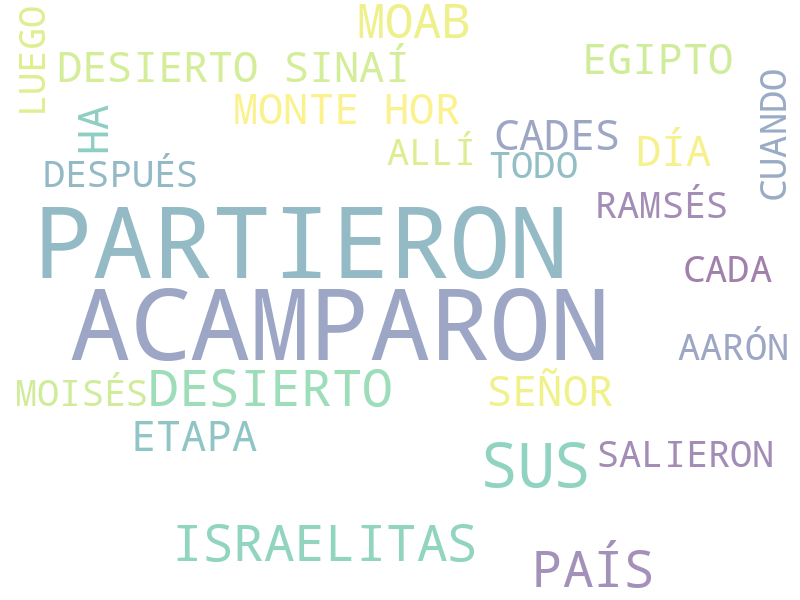 LUEGO
MOAB
DESIERTO SINAÍ
EGIPTO
CUANDO
MONTE HOR
HA
CADES
ALLÍ
TODO
DÍA
DESPUÉS
RAMSÉS
PARTIERON
CADA
ACAMPARON
AARÓN
MOISÉS
DESIERTO
SEÑOR
ETAPA
SUS
SALIERON
ISRAELITAS
PAÍS